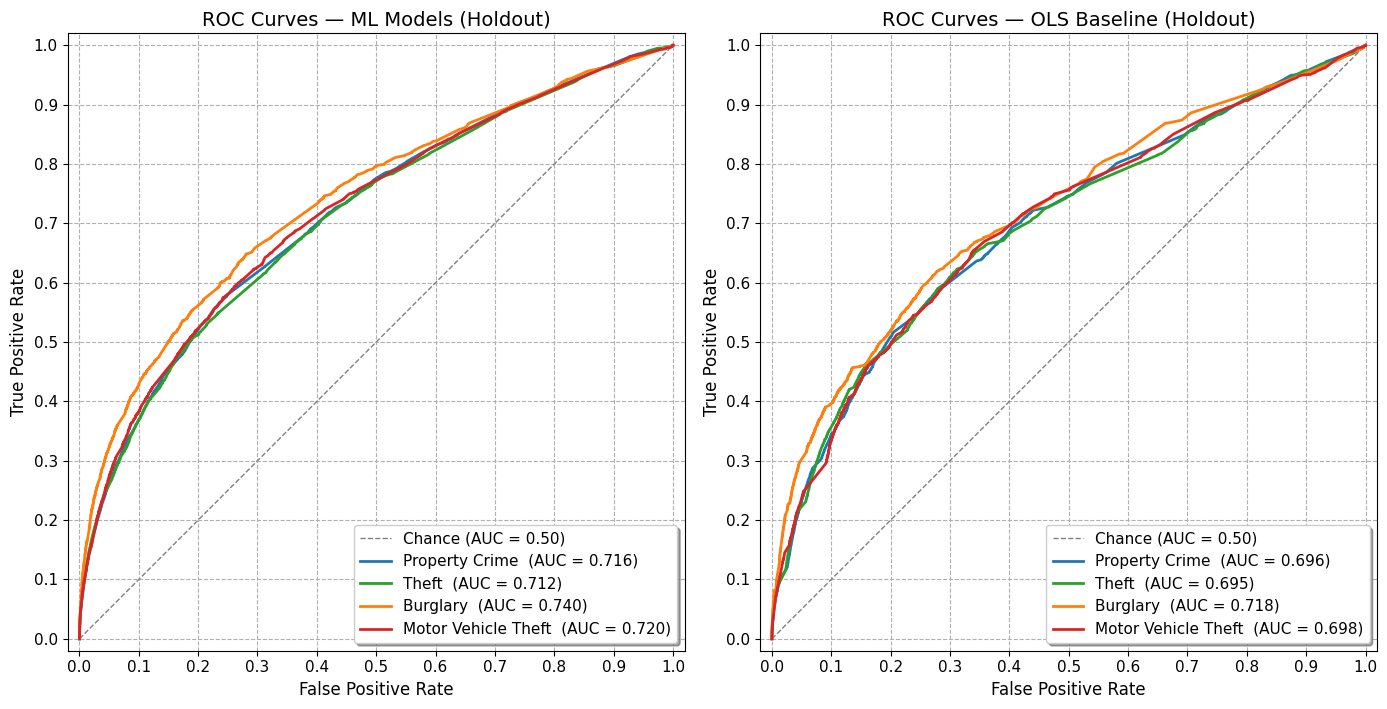 ROC Curves — ML Models (Holdout)
True Positive Rate
1.0
0.9
0.8
0.7
0.6
0.5
0.4
0.3
0.2
0.1
0.0
Chance (AUC = 0.50)
Property Crime (AUC = 0.716)
Theft (AUC = 0.712)
Burglary (AUC = 0.740)
Motor Vehicle Theft (AUC = 0.720)
0.0 0.1 0.2 0.3 0.4 0.5 0.6 0.7 0.8 0.9 1.0
False Positive Rate
ROC Curves — OLS Baseline (Holdout)
True Positive Rate
1.0
0.9
0.8
0.7
0.6
0.5
0.4
0.3
0.2
0.1
0.0
Chance (AUC = 0.50)
Property Crime (AUC = 0.696)
Theft (AUC = 0.695)
Burglary (AUC = 0.718)
Motor Vehicle Theft (AUC = 0.698)
0.0 0.1 0.2 0.3 0.4 0.5 0.6 0.7 0.8 0.9 1.0
False Positive Rate